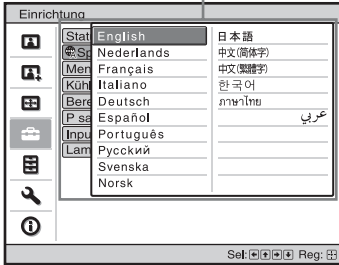 Einrichtung
Stat
Sp
Men
Kühl
Bere
P sa
Inpu
Lam
English
Nederlands
Français
Italiano
Deutsch
Español
Português
Русский
Svenska
Norsk
日本語
中文(简体字)
中文(繁體字)
한국어
ภาษาไทย
عربي
Sel: Reg: